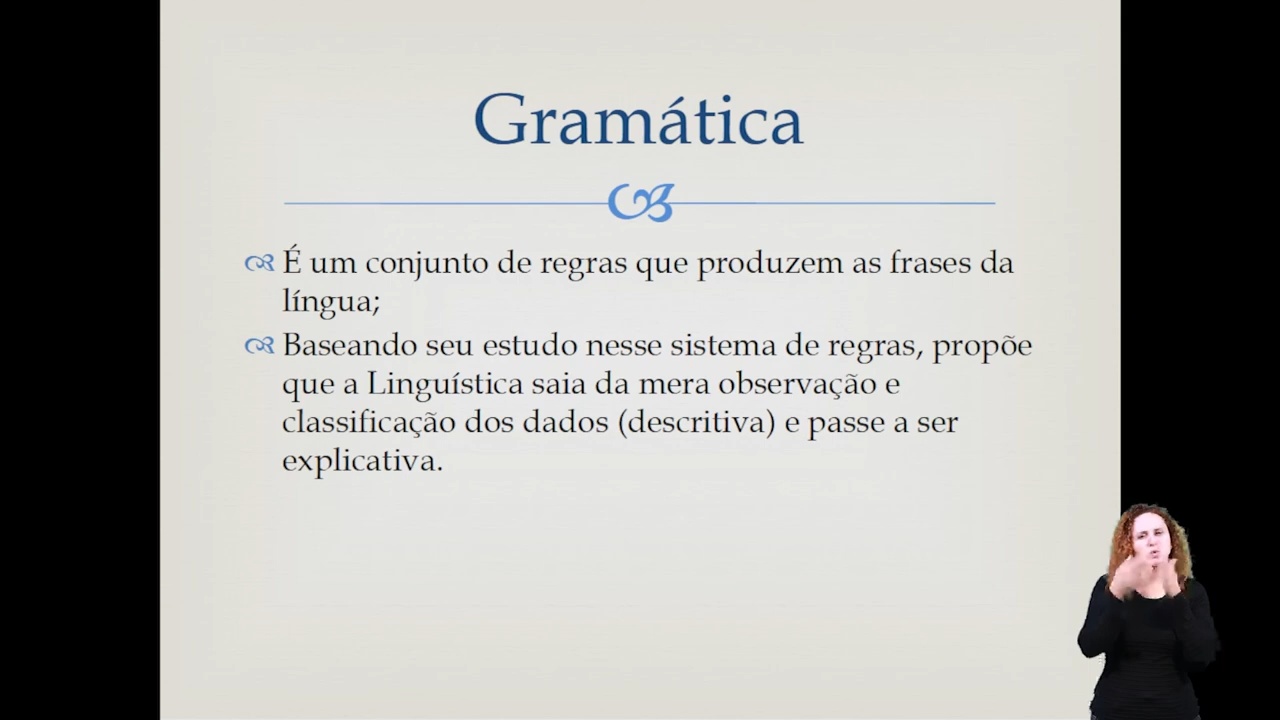 Gramática
É um conjunto de regras que produzem as frases da
língua;
Baseando seu estudo nesse sistema de regras, propõe
que a Linguística saia da mera observação e
classificação dos dados (descritiva) e passe a ser
explicativa.